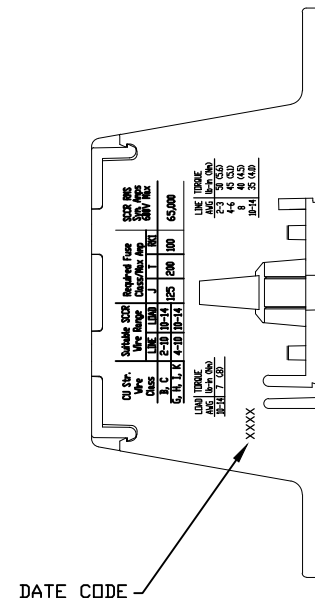 CU Str. Wire Class | Suitable SCCR Wire Range | Required Fuse Class/Max Amp | SCCR RMS Sym. Amps 600V Max
LINE | LOAD | J | T | RK1
B, C | 2-10 | 10-14 | 125 | 200 | 100 | 65,000
G, H, I, K | 4-10 | 10-14
LOAD TORQUE
AWG lb-in (Nm)
10-14 7 (.8)
LINE TORQUE
AWG lb-in (Nm)
2-3 50 (5.6)
4-6 45 (5.1)
8 40 (4.5)
10-14 35 (4.0)
XXXX
DATE CODE